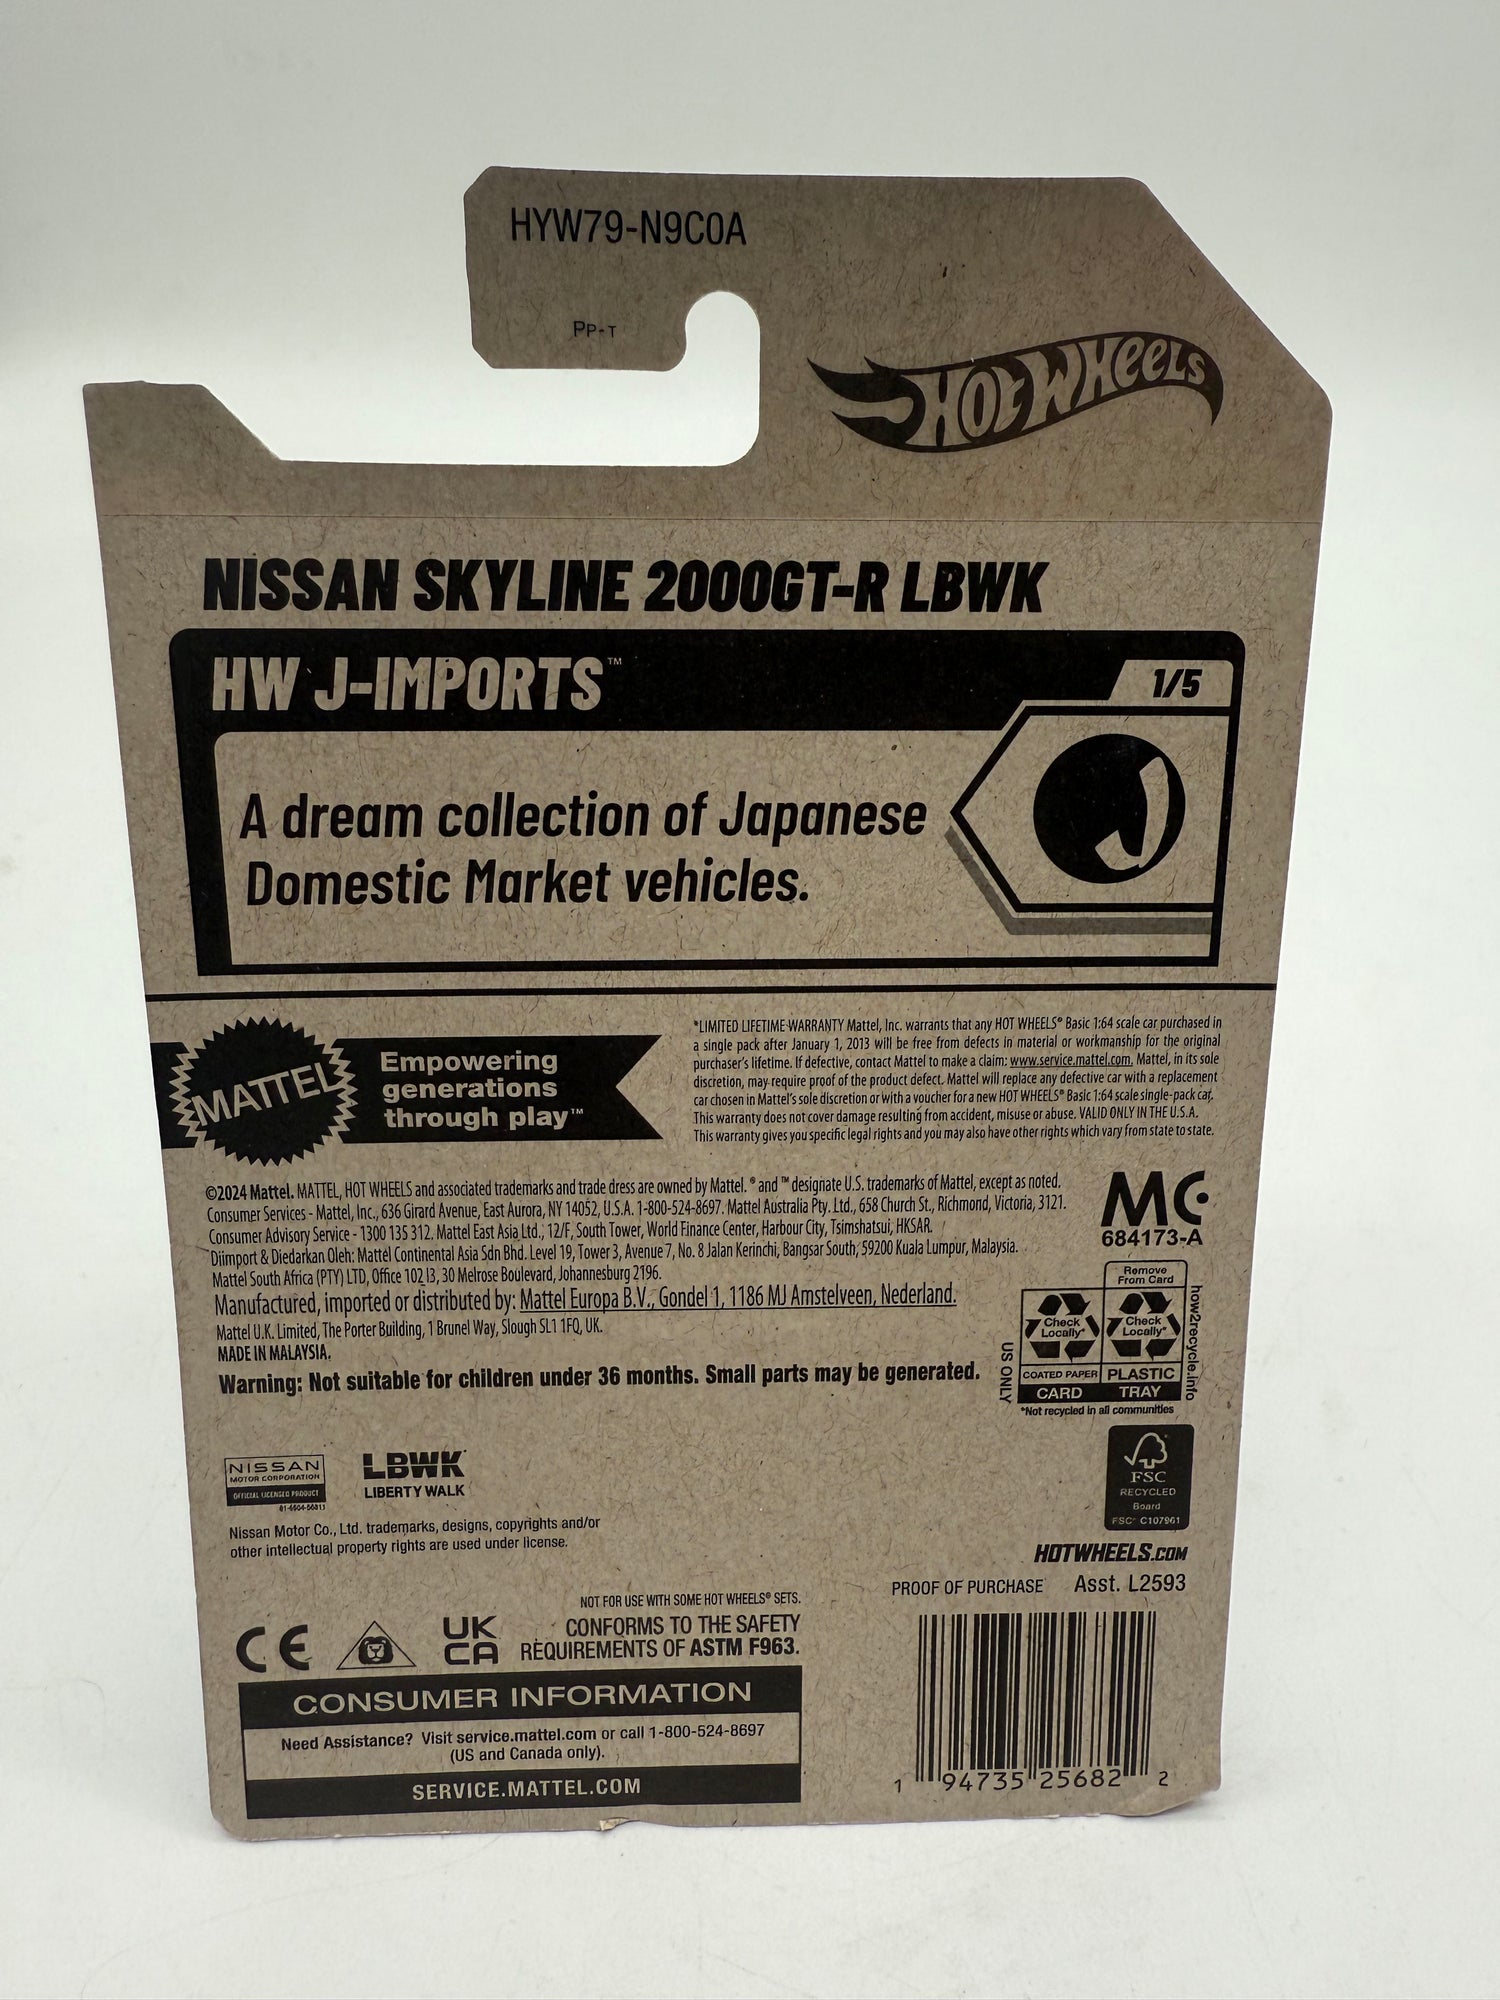 HYW79-N9C0A
PP-T
HOT WHEELS
NISSAN SKYLINE 2000GT-R LBWK
HW J-IMPORTS™
1/5
A dream collection of Japanese
Domestic Market vehicles.
J
MATTEL
Empowering
generations
through play™
*LIMITED LIFETIME WARRANTY Mattel, Inc. warrants that any HOT WHEELS® Basic 1:64 scale car purchased in
a single pack after January 1, 2013 will be free from defects in material or workmanship for the original
purchaser's lifetime. If defective, contact Mattel to make a claim: www.service.mattel.com. Mattel, in its sole
discretion, may require proof of the product defect. Mattel will replace any defective car with a replacement
car chosen in Mattel's sole discretion or with a voucher for a new HOT WHEELS® Basic 1:64 scale single-pack car.
This warranty does not cover damage resulting from accident, misuse or abuse. VALID ONLY IN THE U.S.A.
This warranty gives you specific legal rights and you may also have other rights which vary from state to state.
©2024 Mattel. MATTEL, HOT WHEELS and associated trademarks and trade dress are owned by Mattel. ® and ™ designate U.S. trademarks of Mattel, except as noted.
Consumer Services - Mattel, Inc., 636 Girard Avenue, East Aurora, NY 14052, U.S.A. 1-800-524-8697. Mattel Australia Pty. Ltd., 658 Church St., Richmond, Victoria, 3121.
Consumer Advisory Service - 1300 135 312. Mattel East Asia Ltd., 12/F, South Tower, World Finance Center, Harbour City, Tsimshatsui, HKSAR.
Diimport & Diedarkan Oleh: Mattel Continental Asia Sdn Bhd. Level 19, Tower 3, Avenue 7, No. 8 Jalan Kerinchi, Bangsar South, 59200 Kuala Lumpur, Malaysia.
Mattel South Africa (PTY) LTD, Office 102 I3, 30 Melrose Boulevard, Johannesburg 2196.
Manufactured, imported or distributed by: Mattel Europa B.V., Gondel 1, 1186 MJ Amstelveen, Nederland.
Mattel U.K. Limited, The Porter Building, 1 Brunel Way, Slough SL1 1FQ, UK.
MADE IN MALAYSIA.
Warning: Not suitable for children under 36 months. Small parts may be generated.
MC
684173-A
Remove
From Card
Check
Locally*
Check
Locally*
COATED PAPER
PLASTIC
CARD
TRAY
US ONLY
how2recycle.info
*Not recycled in all communities
NISSAN
MOTOR CORPORATION
OFFICIAL LICENSED PRODUCT
LBWK
LIBERTY WALK
Nissan Motor Co., Ltd. trademarks, designs, copyrights and/or
other intellectual property rights are used under license.
FSC
RECYCLED
Board
FSC® C107961
HOTWHEELS.COM
PROOF OF PURCHASE Asst. L2593
NOT FOR USE WITH SOME HOT WHEELS® SETS.
CE
UK
CA
CONFORMS TO THE SAFETY
REQUIREMENTS OF ASTM F963.
CONSUMER INFORMATION
Need Assistance? Visit service.mattel.com or call 1-800-524-8697
(US and Canada only).
SERVICE.MATTEL.COM
1 94735 25682 2